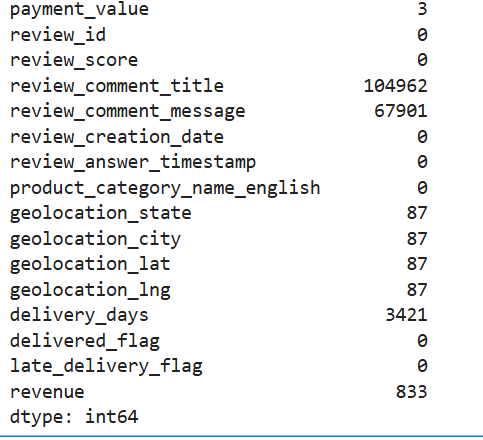 payment_value 3
review_id 0
review_score 0
review_comment_title 104962
review_comment_message 67901
review_creation_date 0
review_answer_timestamp 0
product_category_name_english 0
geolocation_state 87
geolocation_city 87
geolocation_lat 87
geolocation_lng 87
delivery_days 3421
delivered_flag 0
late_delivery_flag 0
revenue 833
dtype: int64